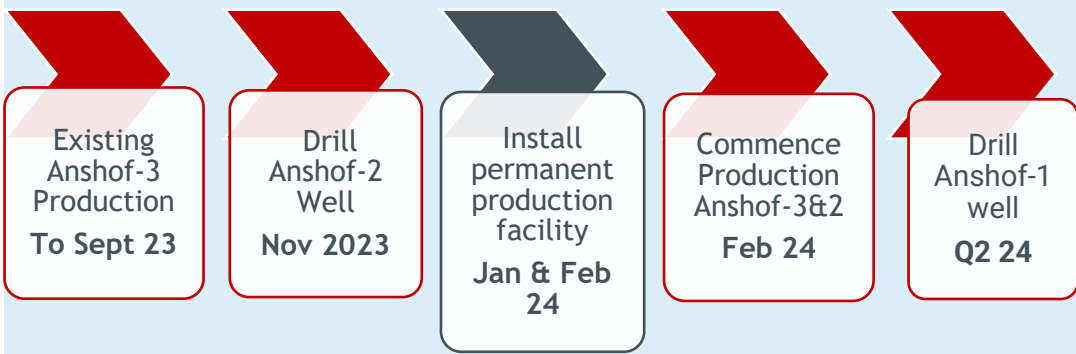 Existing
Anshof-3
Production
To Sept 23
Drill
Anshof-2
Well
Nov 2023
Install
permanent
production
facility
Jan & Feb
24
Commence
Production
Anshof-3&2
Feb 24
Drill
Anshof-1
well
Q2 24